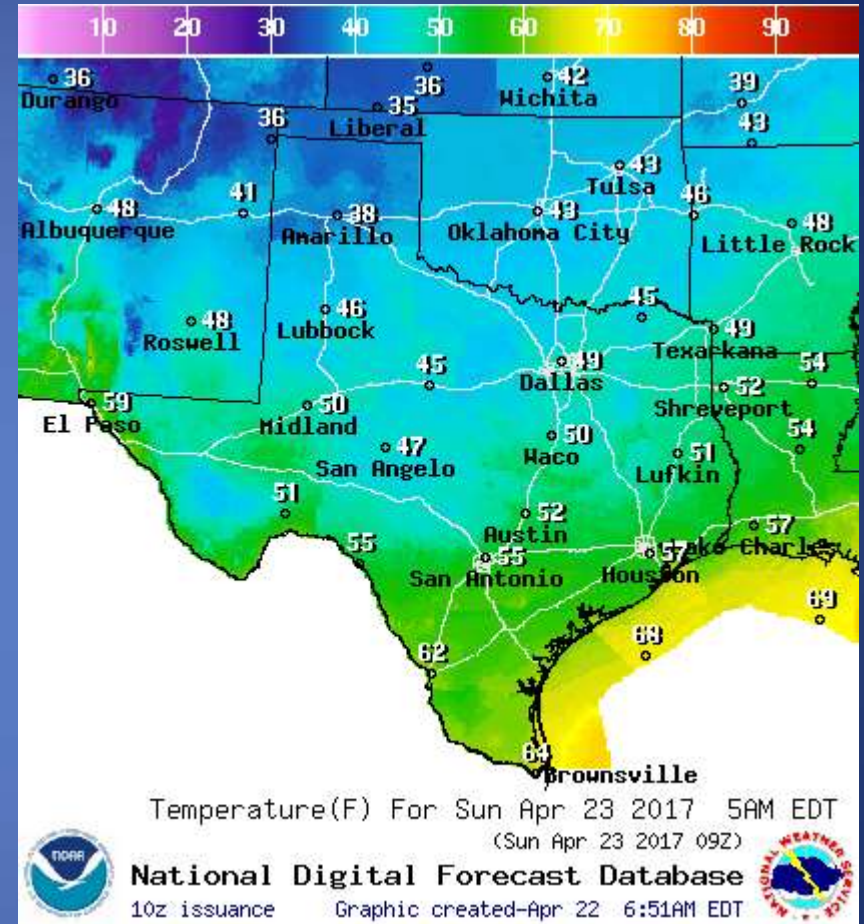 10 20 30 40 50 60 70 80 90
36 Durango
36
35 Liberal
42 Wichita
39
43
36
43 Tulsa
48 Albuquerque
41
38 Amarillo
43 Oklahoma City
46
48 Little Rock
48 Roswell
46 Lubbock
45
49 Texarkana
59 El Paso
50 Midland
45
49 Dallas
52 Shreveport
54
47 San Angelo
50 Waco
51 Lufkin
54
51
55
52 Austin
55 San Antonio
57 Houston
57 Lake Charles
62
68
69
64 Brownsville
Temperature(F) For Sun Apr 23 2017 5AM EDT
(Sun Apr 23 2017 09Z)
National Digital Forecast Database
10z issuance Graphic created-Apr 22 6:51AM EDT
NOAA
NATIONAL WEATHER SERVICE